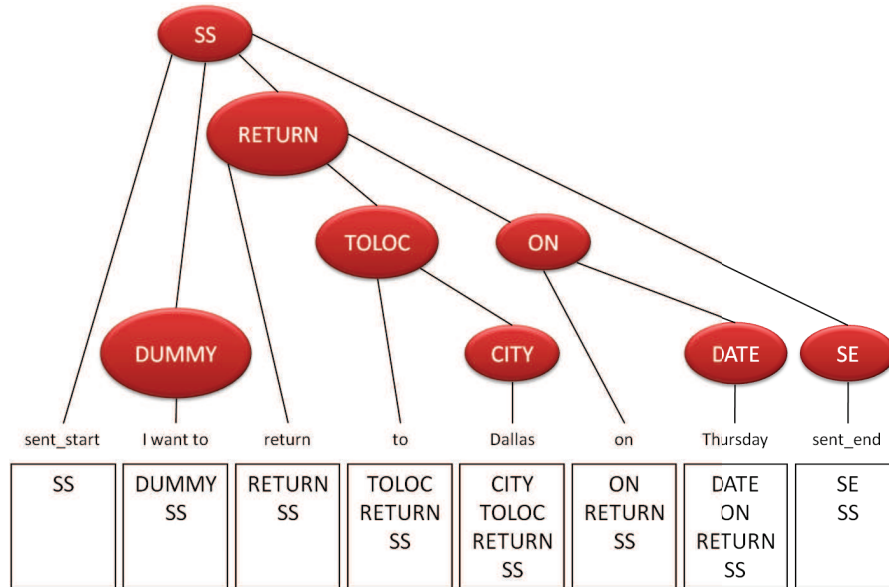 SS
RETURN
TOLOC
ON
DUMMY
CITY
DATE
SE
sent_start I want to return to Dallas on Thursday sent_end
SS
DUMMY
SS
RETURN
SS
TOLOC
RETURN
SS
CITY
TOLOC
RETURN
SS
ON
RETURN
SS
DATE
ON
RETURN
SS
SE
SS